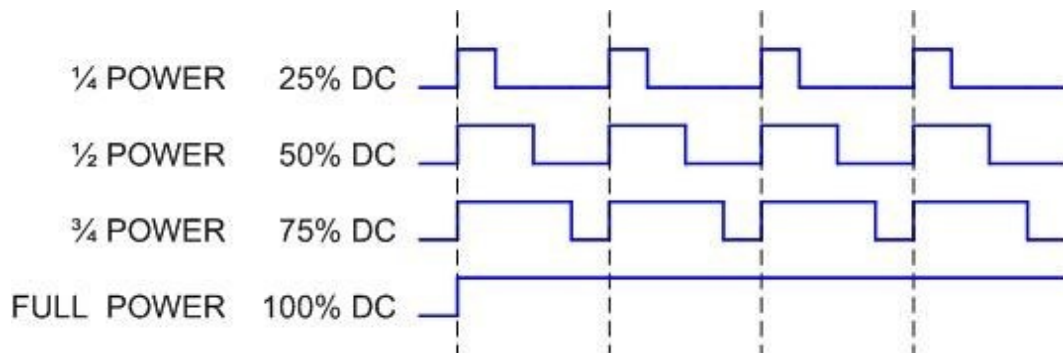 ¼ POWER 25% DC
½ POWER 50% DC
¾ POWER 75% DC
FULL POWER 100% DC